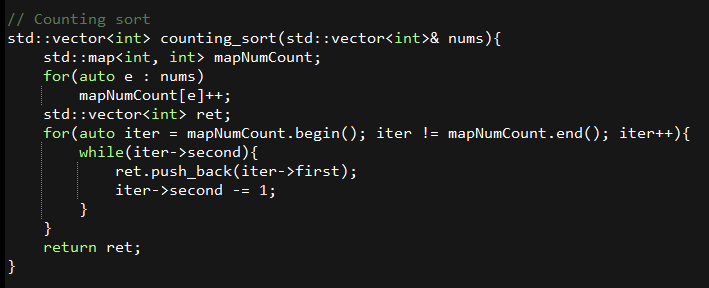 // Counting sort
std::vector<int> counting_sort(std::vector<int>& nums){
    std::map<int, int> mapNumCount;
    for(auto e : nums)
        mapNumCount[e]++;
    std::vector<int> ret;
    for(auto iter = mapNumCount.begin(); iter != mapNumCount.end(); iter++){
        while(iter->second){
            ret.push_back(iter->first);
            iter->second -= 1;
        }
    }
    return ret;
}